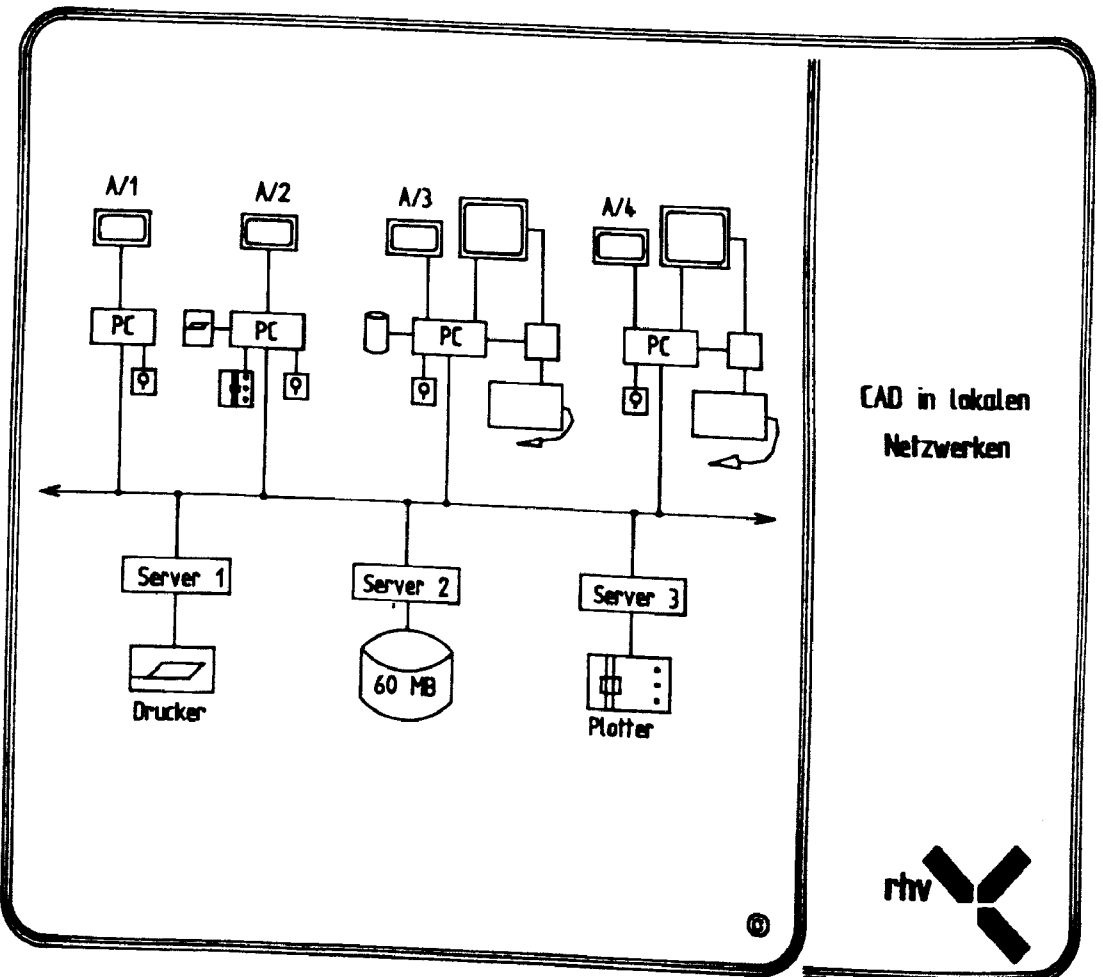 A/1
A/2
A/3
A/4
PC
PC
PC
PC
Server 1
Server 2
Server 3
60 MB
Drucker
Plotter
CAD in lokalen
Netzwerken
rhv
©